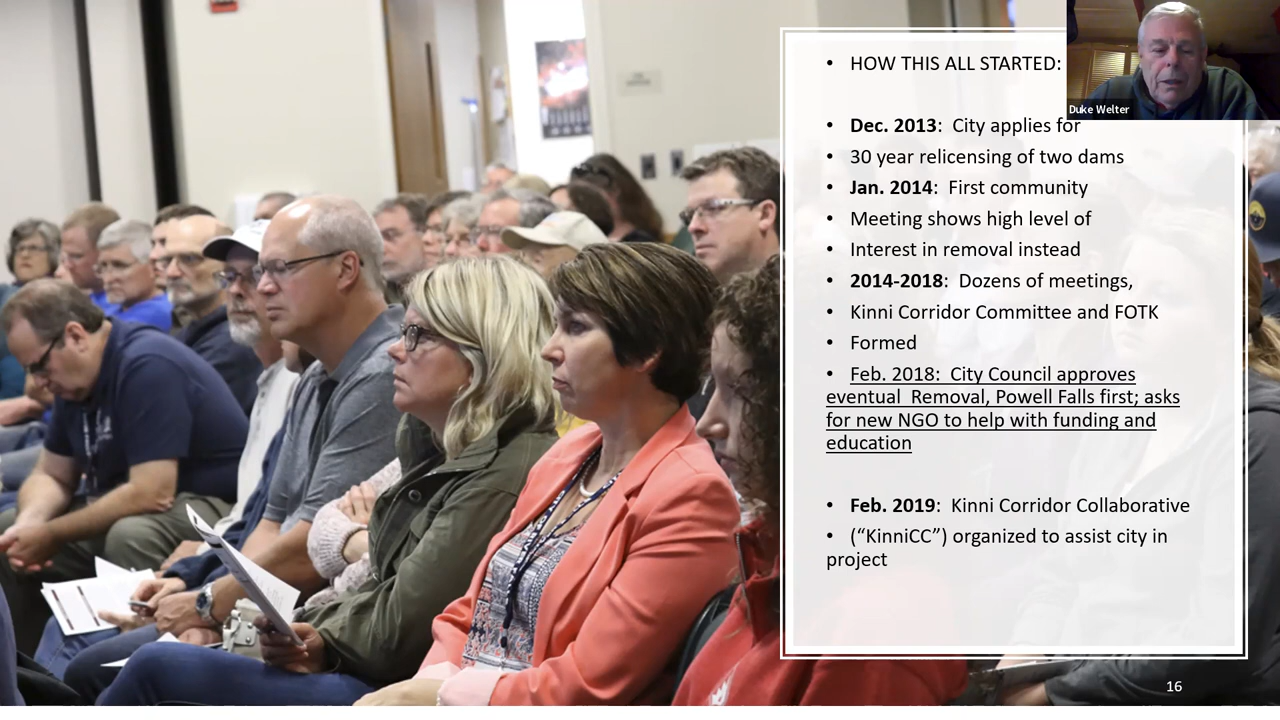 HOW THIS ALL STARTED:
Duke Welter
Dec. 2013: City applies for
30 year relicensing of two dams
Jan. 2014: First community
Meeting shows high level of
Interest in removal instead
2014-2018: Dozens of meetings,
Kinni Corridor Committee and FOTK
Formed
Feb. 2018: City Council approves
eventual Removal, Powell Falls first; asks
for new NGO to help with funding and
education
Feb. 2019: Kinni Corridor Collaborative
("KinniCC") organized to assist city in
project
16